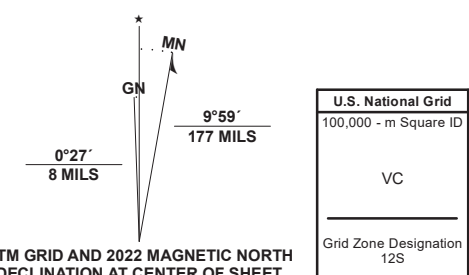 ★
MN
GN
9°59´
177 MILS
0°27´
8 MILS
TM GRID AND 2022 MAGNETIC NORTH
DECLINATION AT CENTER OF SHEET
U.S. National Grid
100,000 - m Square ID
VC
Grid Zone Designation
12S